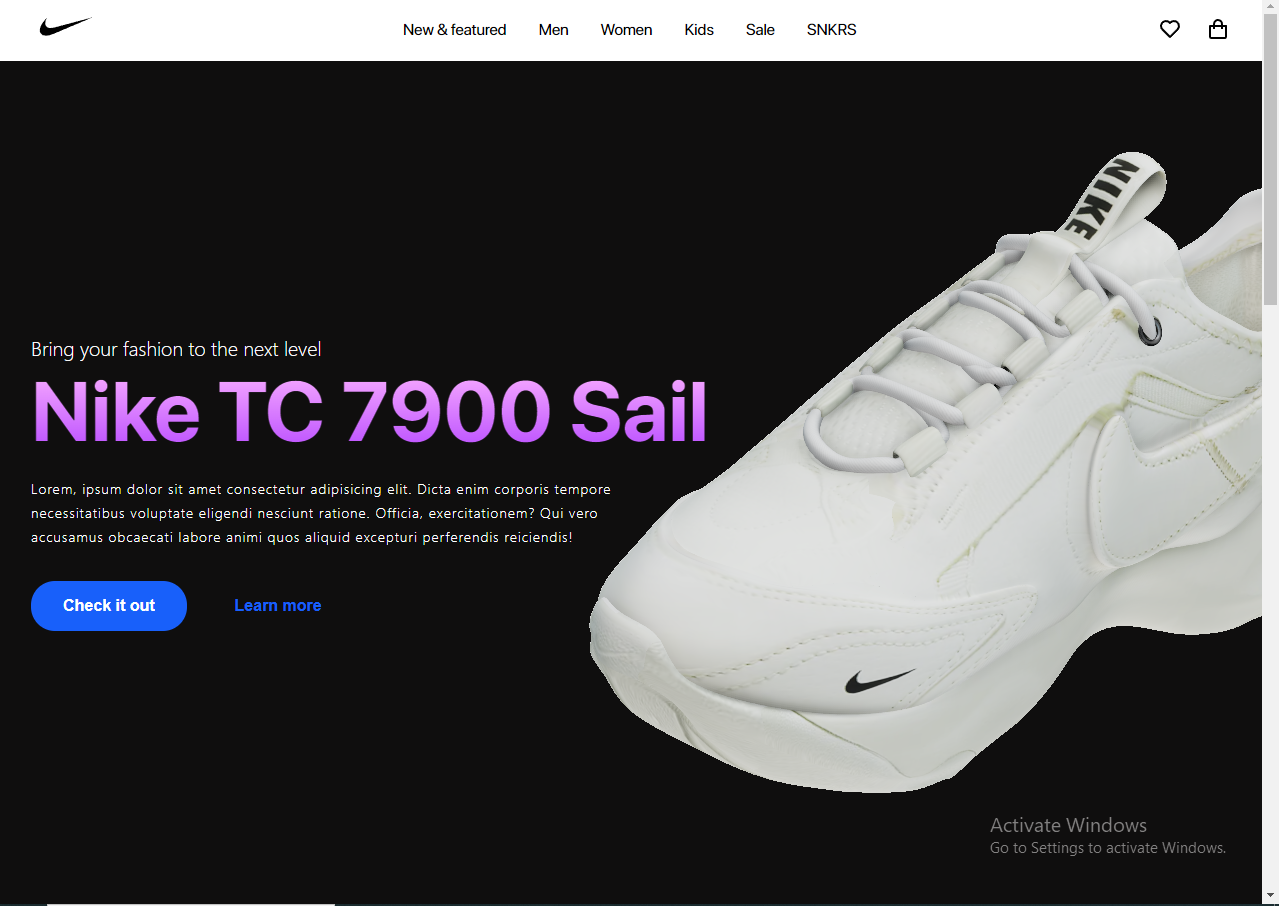 New & featured Men Women Kids Sale SNKRS
NIKE
Bring your fashion to the next level
Nike TC 7900 Sail
Lorem, ipsum dolor sit amet consectetur adipisicing elit. Dicta enim corporis tempore
necessitatibus voluptate eligendi nesciunt ratione. Officia, exercitationem? Qui vero
accusamus obcaecati labore animi quos aliquid excepturi perferendis reiciendis!
Check it out Learn more
Activate Windows
Go to Settings to activate Windows.